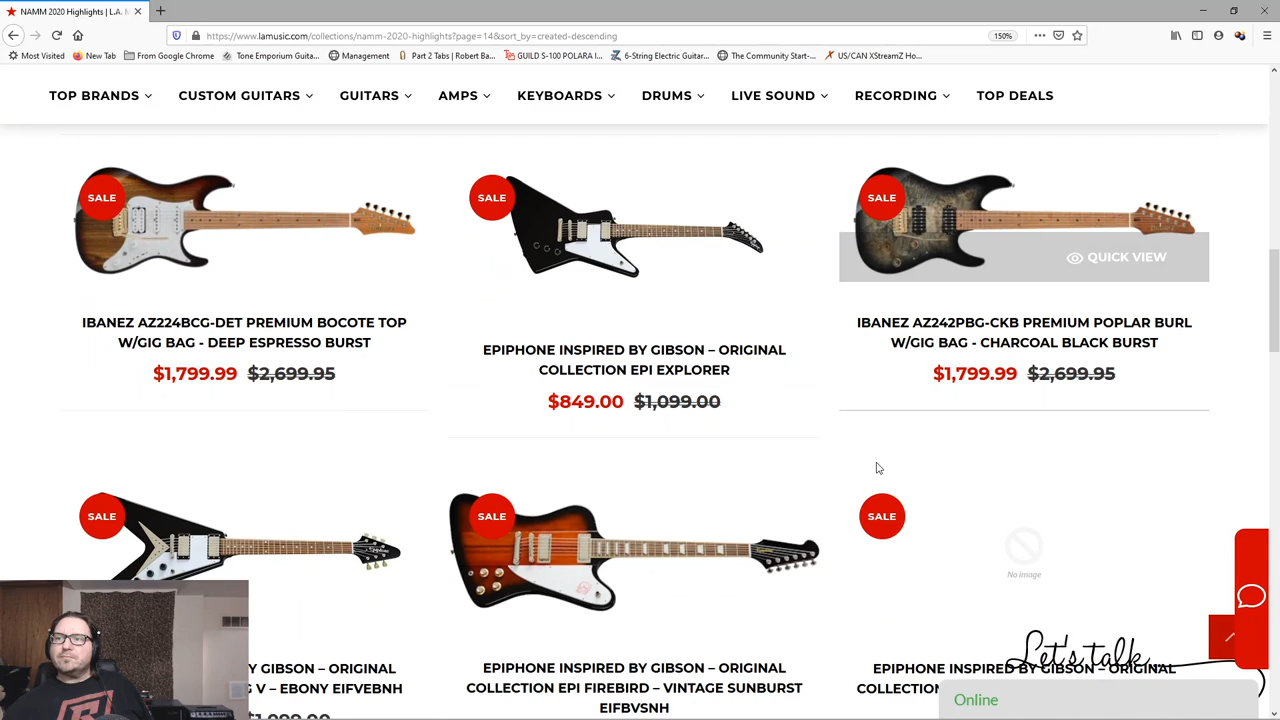 NAMM 2020 Highlights | L.A. M
https://www.lamusic.com/collections/namm-2020-highlights?page=14&sort_by=created-descending
150%
Most Visited
New Tab
From Google Chrome
Tone Emporium Guita...
Management
Part 2 Tabs | Robert Ba...
GUILD S-100 POLARA I...
6-String Electric Guitar...
The Community Start-...
US/CAN XStreamZ Ho...
TOP BRANDS
CUSTOM GUITARS
GUITARS
AMPS
KEYBOARDS
DRUMS
LIVE SOUND
RECORDING
TOP DEALS
SALE
SALE
SALE
QUICK VIEW
IBANEZ AZ224BCG-DET PREMIUM BOCOTE TOP
W/GIG BAG - DEEP ESPRESSO BURST
$1,799.99 $2,699.95
EPIPHONE INSPIRED BY GIBSON – ORIGINAL
COLLECTION EPI EXPLORER
$849.00 $1,099.00
IBANEZ AZ242PBG-CKB PREMIUM POPLAR BURL
W/GIG BAG - CHARCOAL BLACK BURST
$1,799.99 $2,699.95
SALE
SALE
SALE
No image
Y GIBSON – ORIGINAL
V – EBONY EIFVEBNH
$1,099.00
EPIPHONE INSPIRED BY GIBSON – ORIGINAL
COLLECTION EPI FIREBIRD – VINTAGE SUNBURST
EIFBVSNH
EPIPHONE INSPIRED BY GIBSON – ORIGINAL
Let's talk
Online